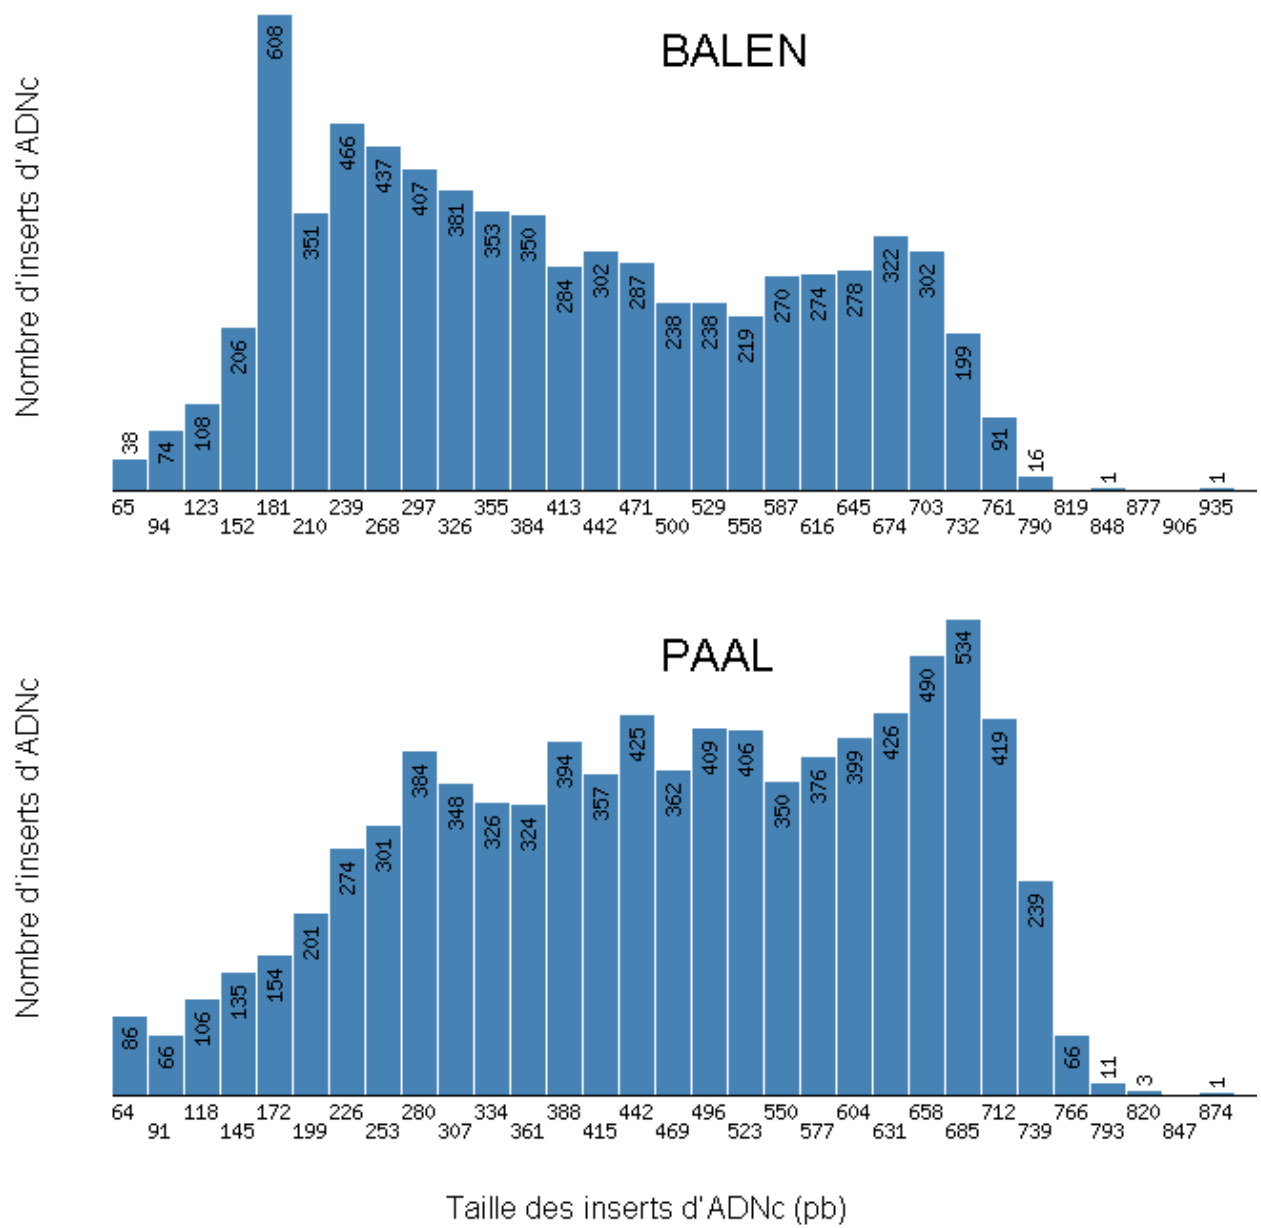 BALEN
Nombre d'inserts d'ADNc
38 74 108 206 608 351 466 437 407 381 353 350 284 302 287 238 238 219 270 274 278 322 302 199 91 16 1 1
65 123 181 239 297 355 413 471 529 587 645 703 761 819 877 935
94 152 210 268 326 384 442 500 558 616 674 732 790 848 906
PAAL
Nombre d'inserts d'ADNc
86 66 106 135 154 201 274 301 384 348 326 324 394 357 425 362 409 406 350 376 399 426 490 534 419 239 66 11 3 1
64 118 172 226 280 334 388 442 496 550 604 658 712 766 820 874
91 145 199 253 307 361 415 469 523 577 631 685 739 793 847
Taille des inserts d'ADNc (pb)